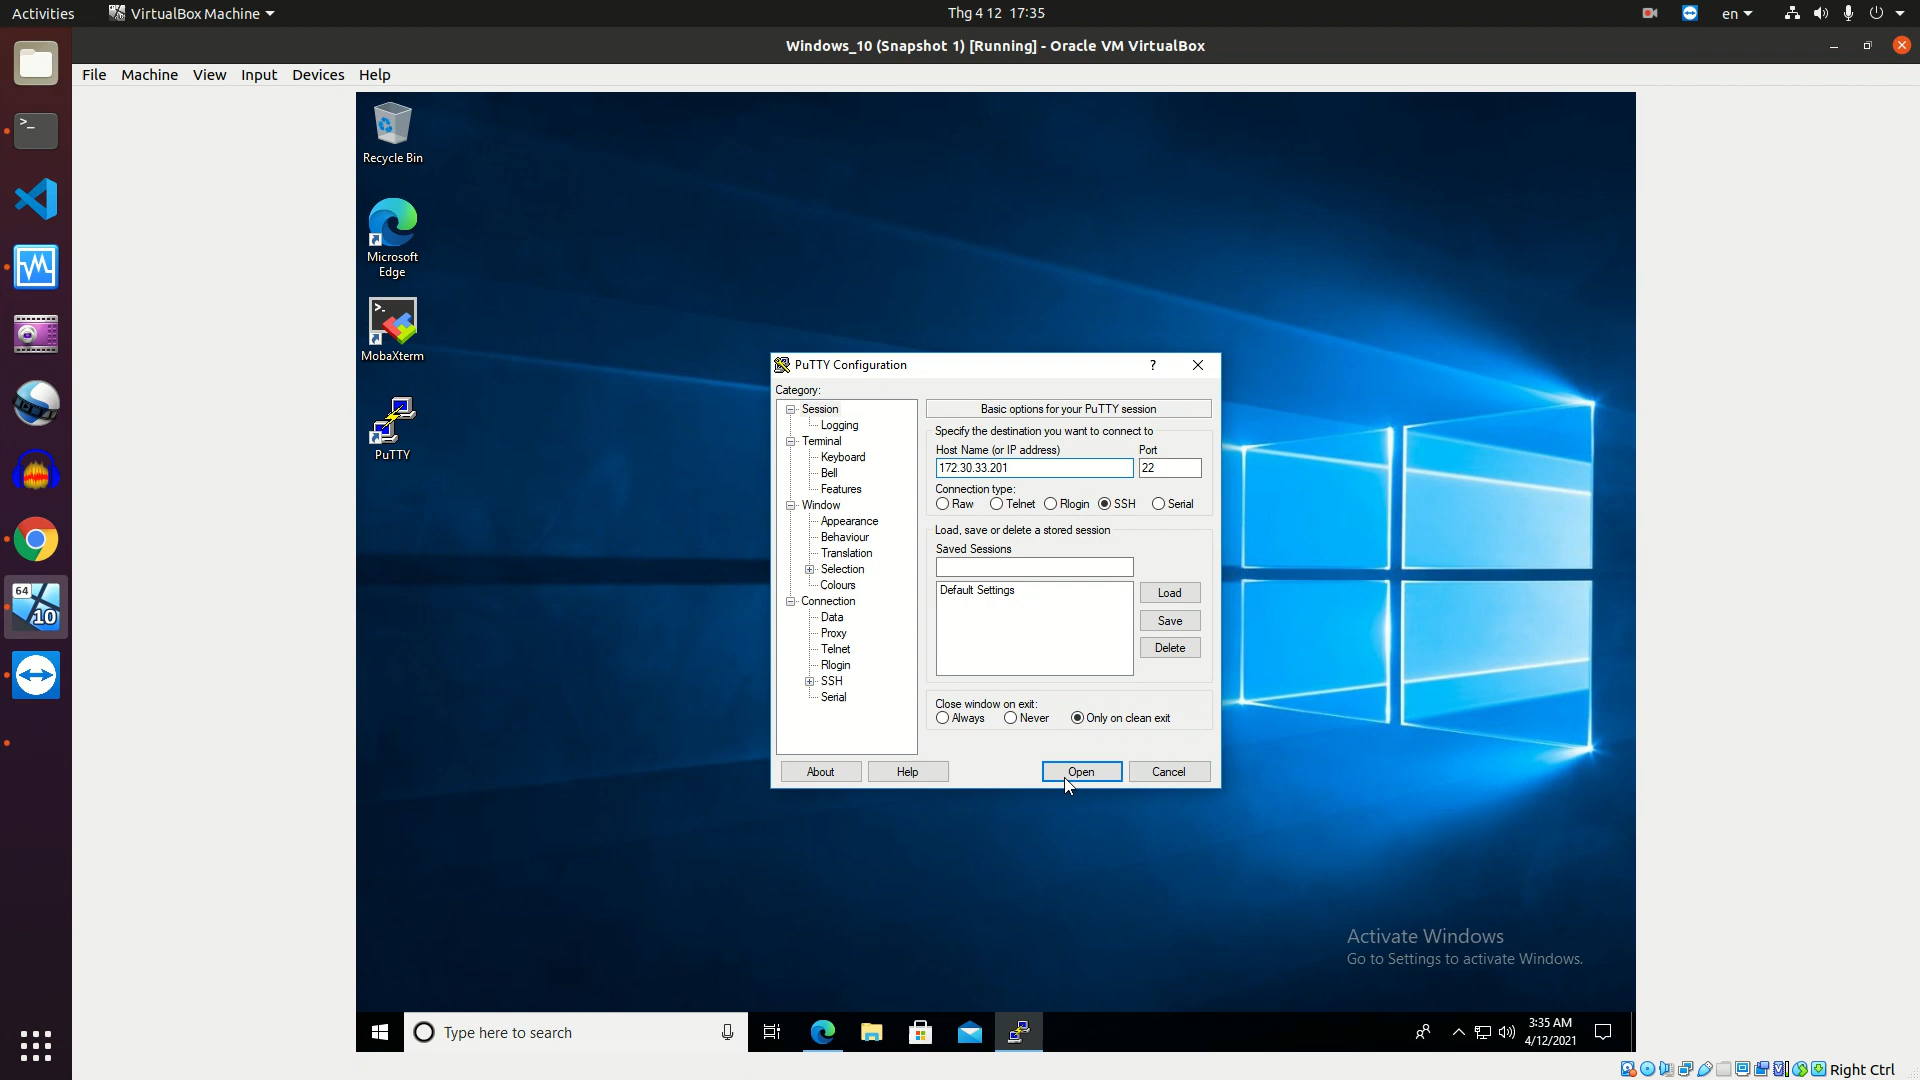 Activities
VirtualBox Machine
Thg 4 12 17:35
en
Windows_10 (Snapshot 1) [Running] - Oracle VM VirtualBox
File Machine View Input Devices Help
Recycle Bin
Microsoft
Edge
MobaXterm
PuTTY
64
10
PuTTY Configuration
?
Category:
Session
Logging
Terminal
Keyboard
Bell
Features
Window
Appearance
Behaviour
Translation
Selection
Colours
Connection
Data
Proxy
Telnet
Rlogin
SSH
Serial
Basic options for your PuTTY session
Specify the destination you want to connect to
Host Name (or IP address) Port
172.30.33.201 22
Connection type:
Raw Telnet Rlogin SSH Serial
Load, save or delete a stored session
Saved Sessions
Default Settings
Load
Save
Delete
Close window on exit:
Always Never Only on clean exit
About Help Open Cancel
Activate Windows
Go to Settings to activate Windows.
Type here to search
3:35 AM
4/12/2021
Right Ctrl